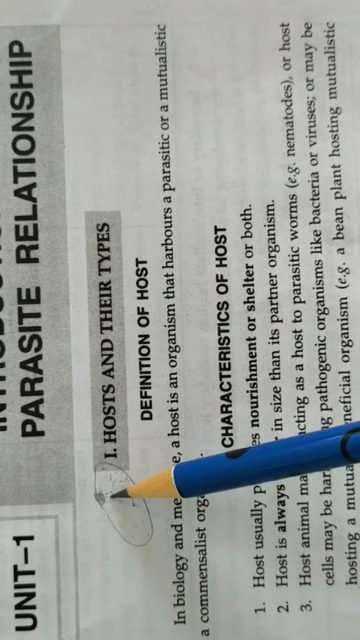 UNIT–1
PARASITE RELATIONSHIP
I. HOSTS AND THEIR TYPES
DEFINITION OF HOST
In biology and me e, a host is an organism that harbours a parasitic or a mutualistic
a commensalist orga .
CHARACTERISTICS OF HOST
1. Host usually p es nourishment or shelter or both.
2. Host is always r in size than its partner organism.
3. Host animal ma cting as a host to parasitic worms (e.g. nematodes), or host
cells may be har g pathogenic organisms like bacteria or viruses; or may be
hosting a mutua neficial organism (e.g. a bean plant hosting mutualistic